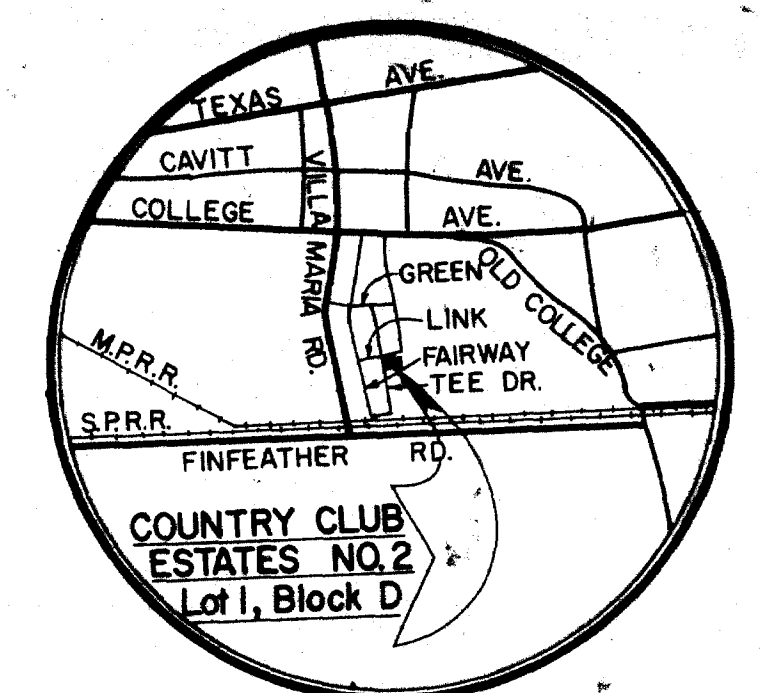 TEXAS AVE.
CAVITT AVE.
COLLEGE AVE.
VILLA MARIA RD.
GREEN
OLD COLLEGE
LINK
M.P.R.R.
FAIRWAY
TEE DR.
S.P.R.R.
FINFEATHER RD.
COUNTRY CLUB
ESTATES NO. 2
Lot 1, Block D